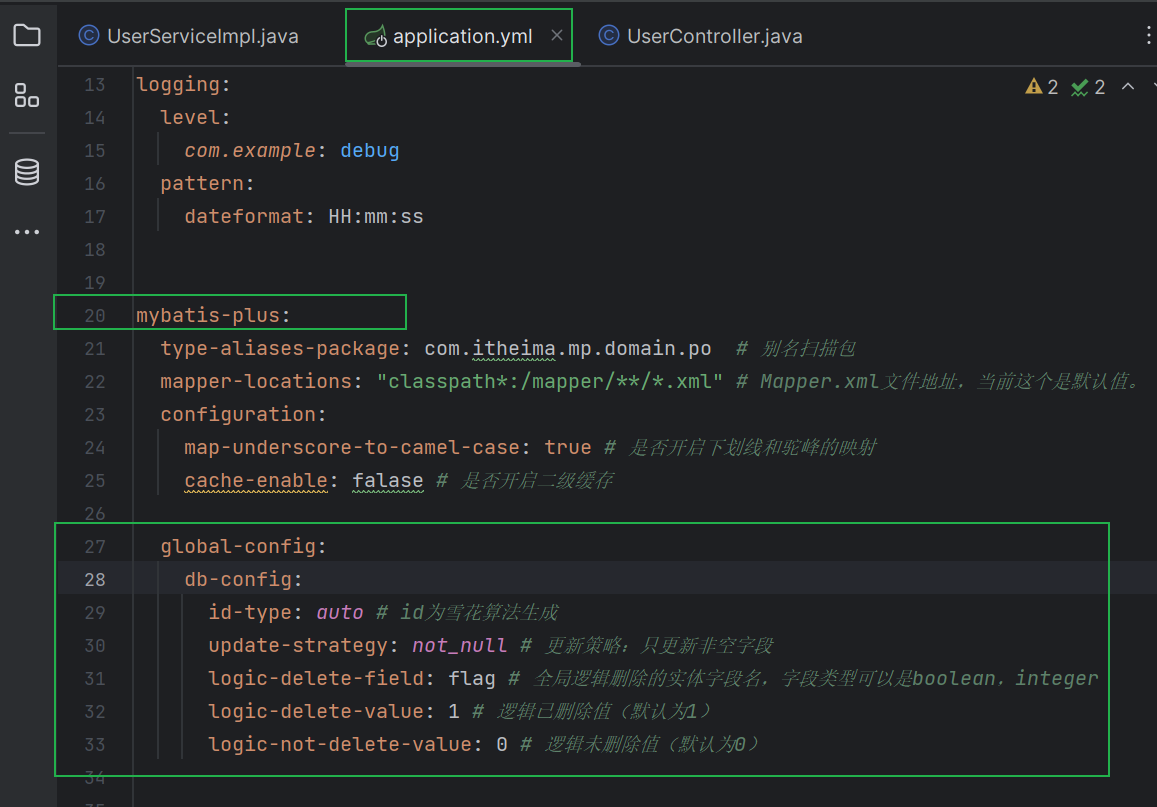 UserServiceImpl.java application.yml UserController.java
13 logging: 2 2
14 level:
15 com.example: debug
16 pattern:
17 dateformat: HH:mm:ss
18
19
20 mybatis-plus:
21 type-aliases-package: com.itheima.mp.domain.po # 别名扫描包
22 mapper-locations: "classpath*:/mapper/**/*.xml" # Mapper.xml文件地址，当前这个是默认值。
23 configuration:
24 map-underscore-to-camel-case: true # 是否开启下划线和驼峰的映射
25 cache-enable: falase # 是否开启二级缓存
26
27 global-config:
28 db-config:
29 id-type: auto # id为雪花算法生成
30 update-strategy: not_null # 更新策略：只更新非空字段
31 logic-delete-field: flag # 全局逻辑删除的实体字段名，字段类型可以是boolean，integer
32 logic-delete-value: 1 # 逻辑已删除值（默认为1）
33 logic-not-delete-value: 0 # 逻辑未删除值（默认为0）
34